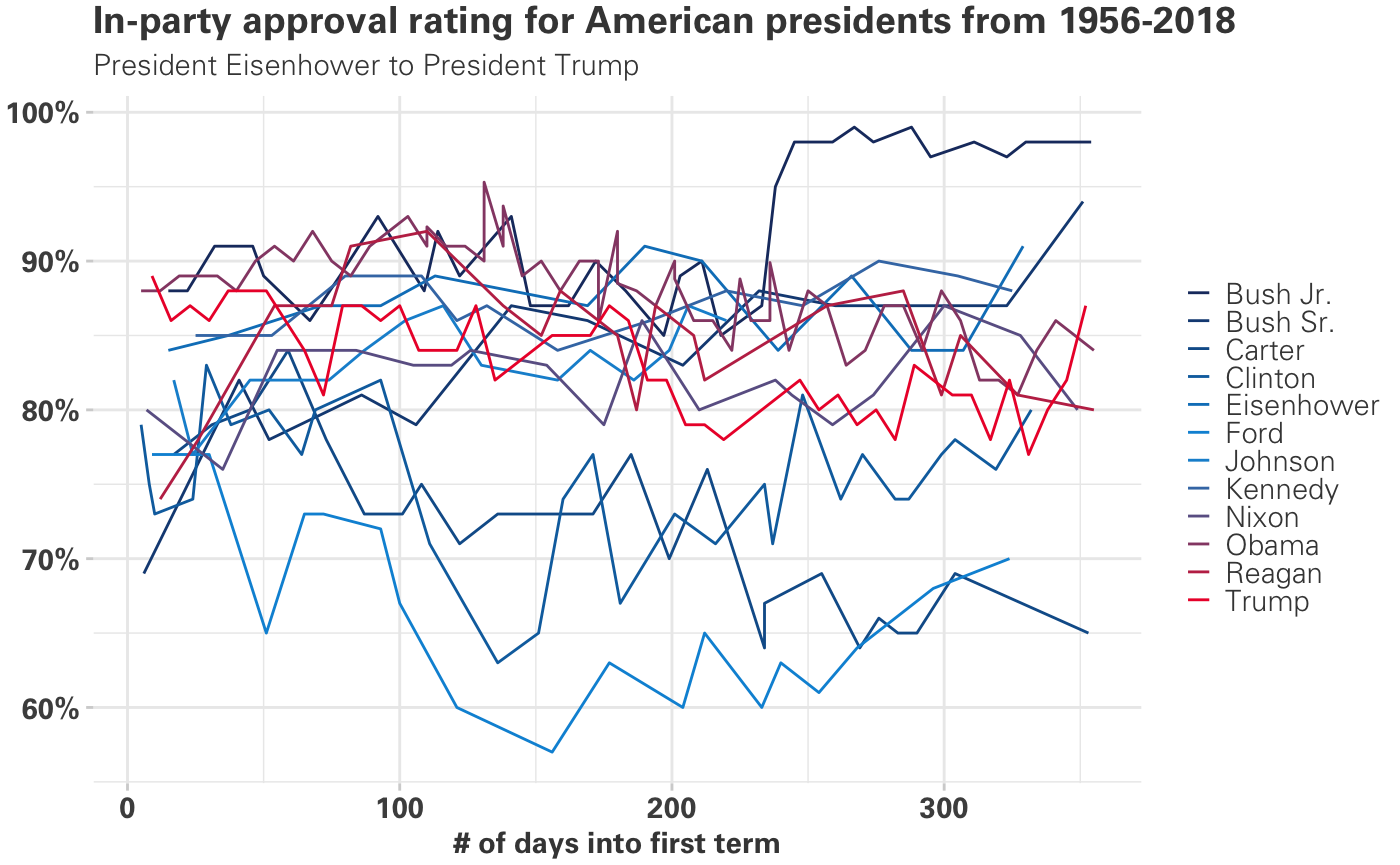 In-party approval rating for American presidents from 1956-2018
President Eisenhower to President Trump
100%
90%
80%
70%
60%
0 100 200 300
# of days into first term
Bush Jr.
Bush Sr.
Carter
Clinton
Eisenhower
Ford
Johnson
Kennedy
Nixon
Obama
Reagan
Trump